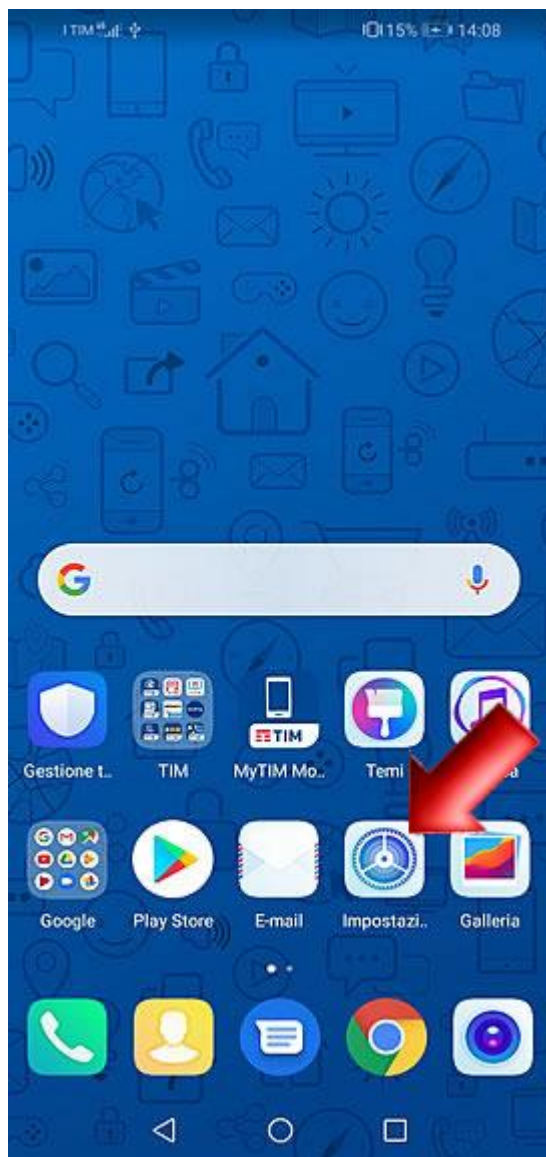 TIM 15% 14:08
Gestione t.. TIM MyTIM Mo.. Temi
TIM
Google Play Store E-mail Impostazi.. Galleria